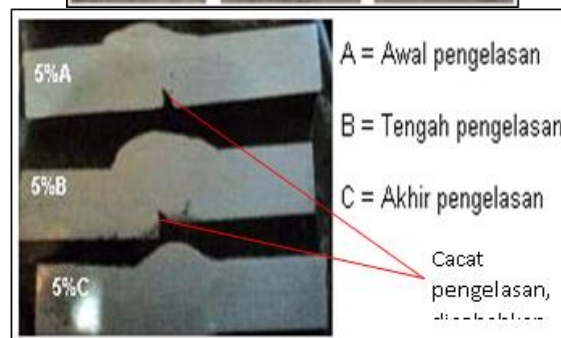 5%A
A = Awal pengelasan
5%B
B = Tengah pengelasan
C = Akhir pengelasan
5%C
Cacat
pengelasan,